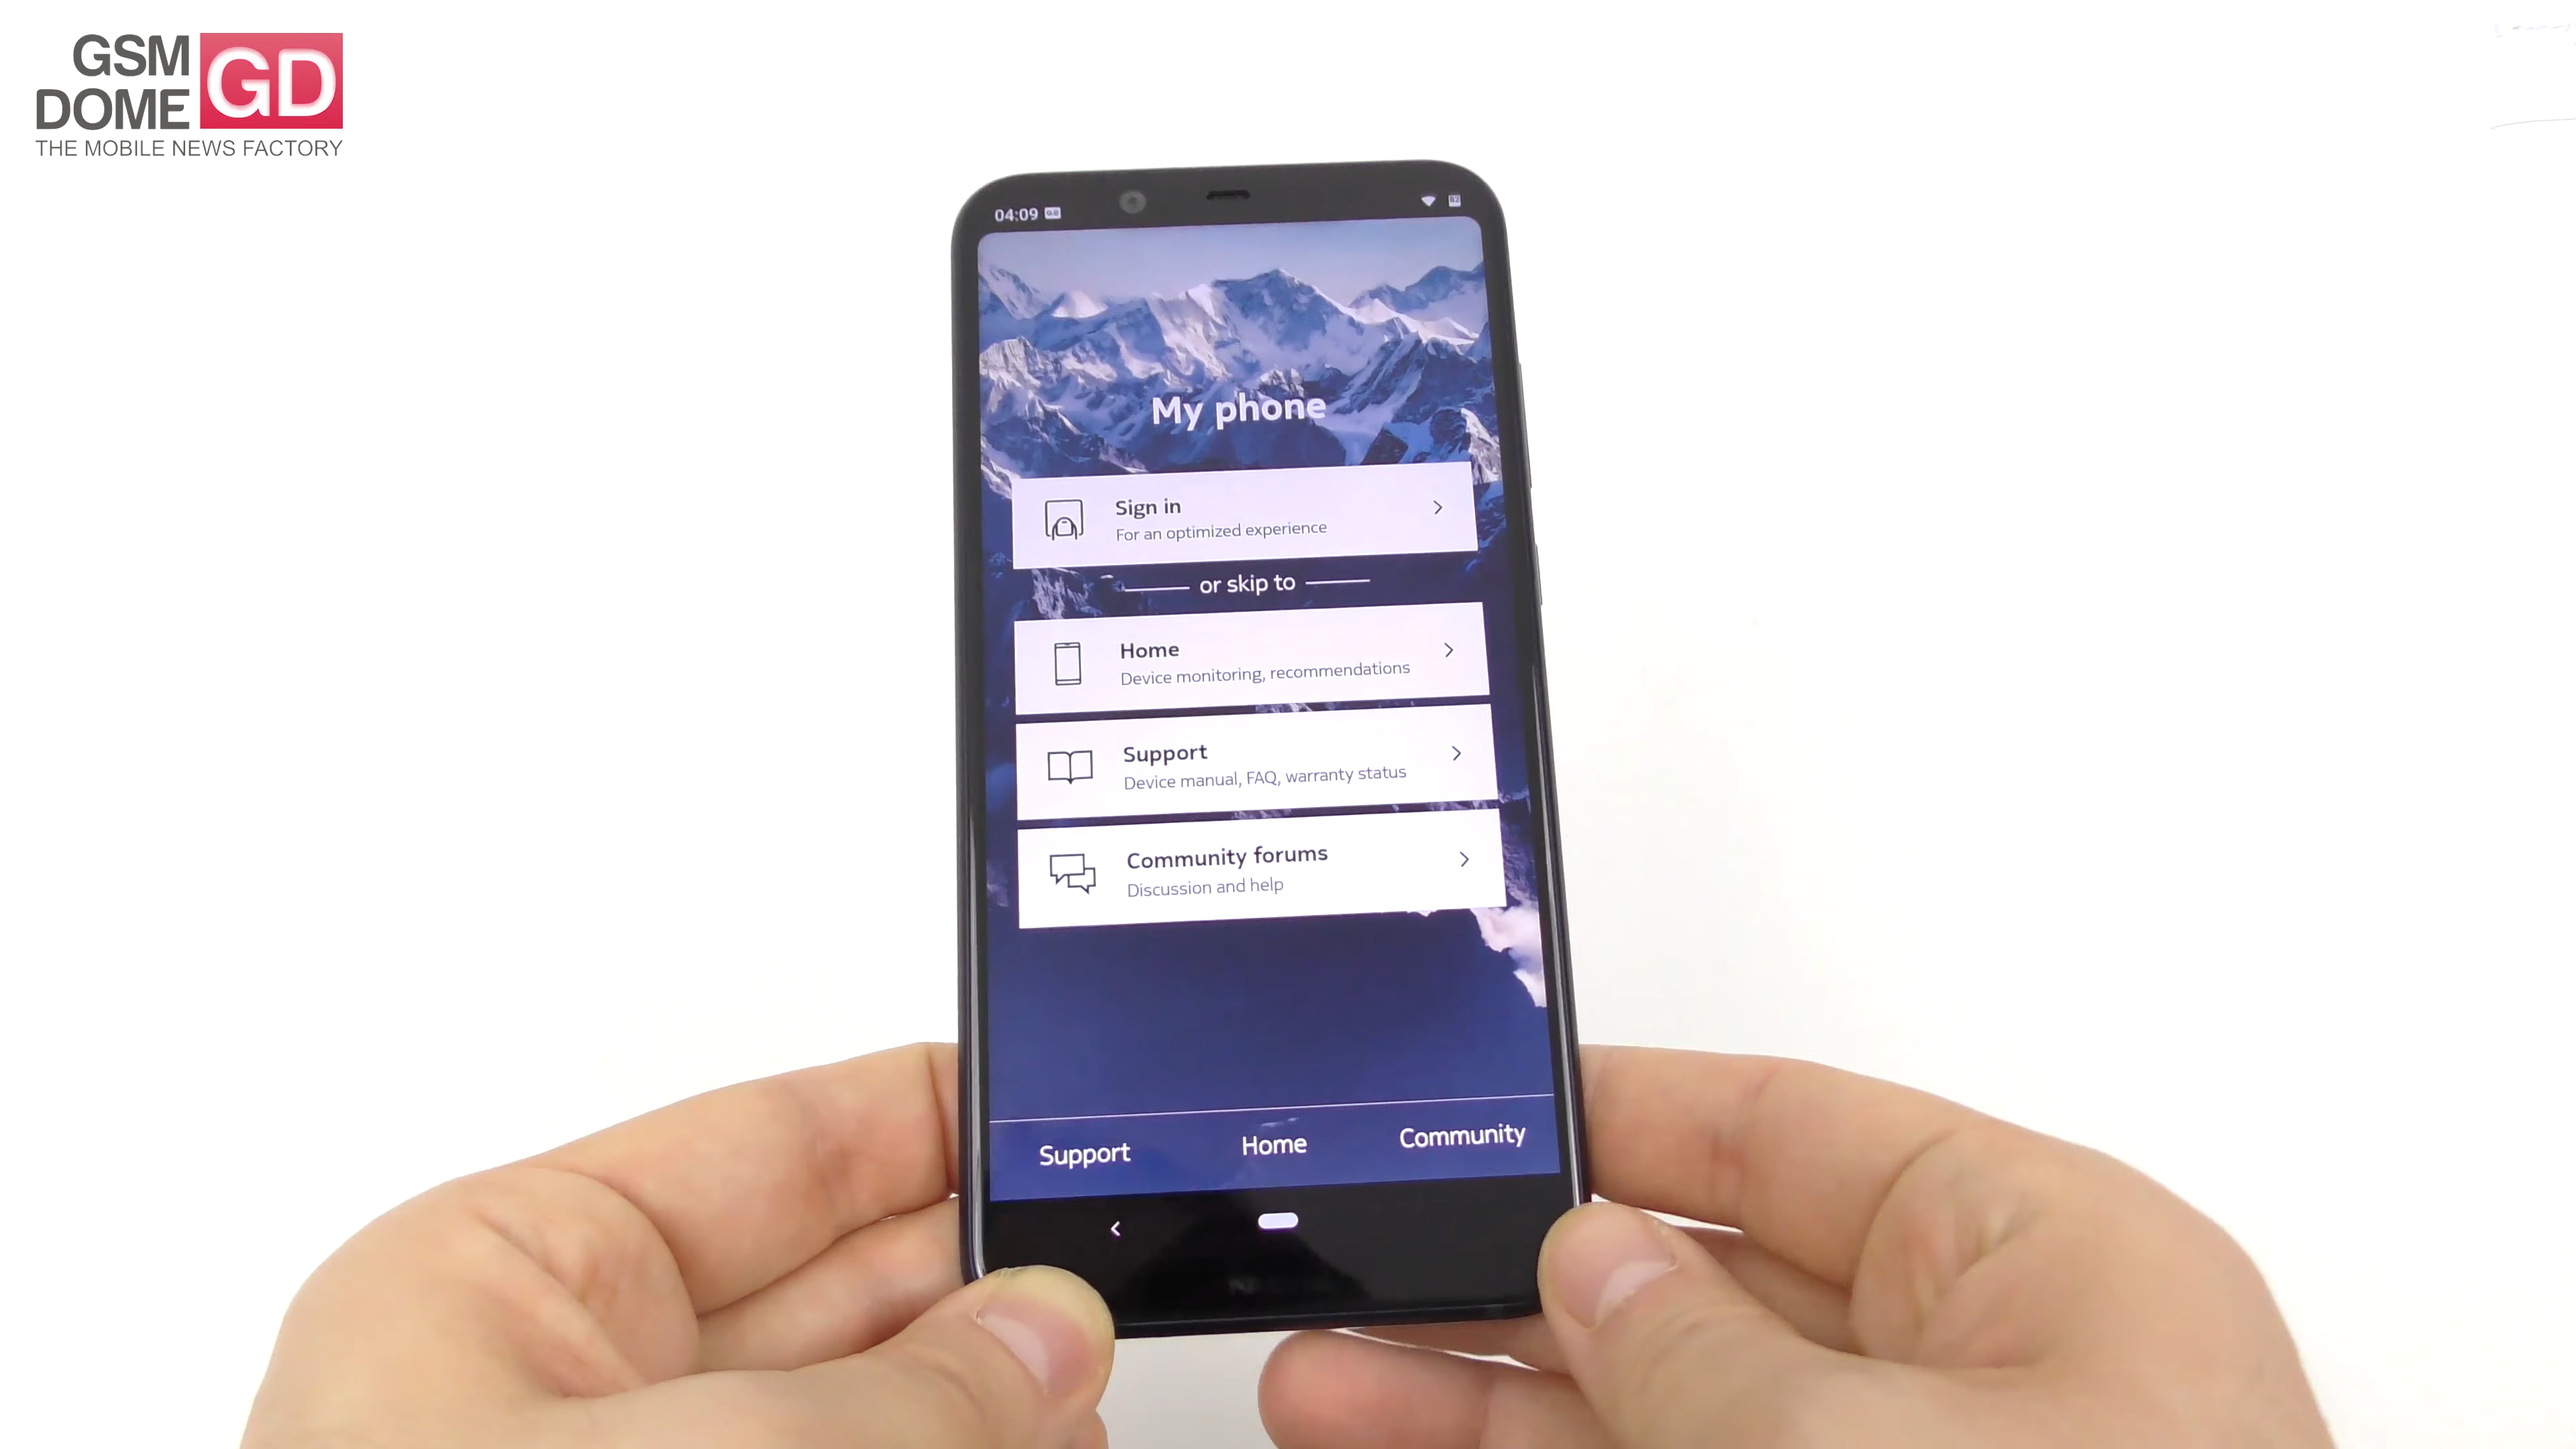 GSM
DOME
GD
THE MOBILE NEWS FACTORY
04:09
My phone
Sign in
For an optimized experience
or skip to
Home
Device monitoring, recommendations
Support
Device manual, FAQ, warranty status
Community forums
Discussion and help
Support Home Community